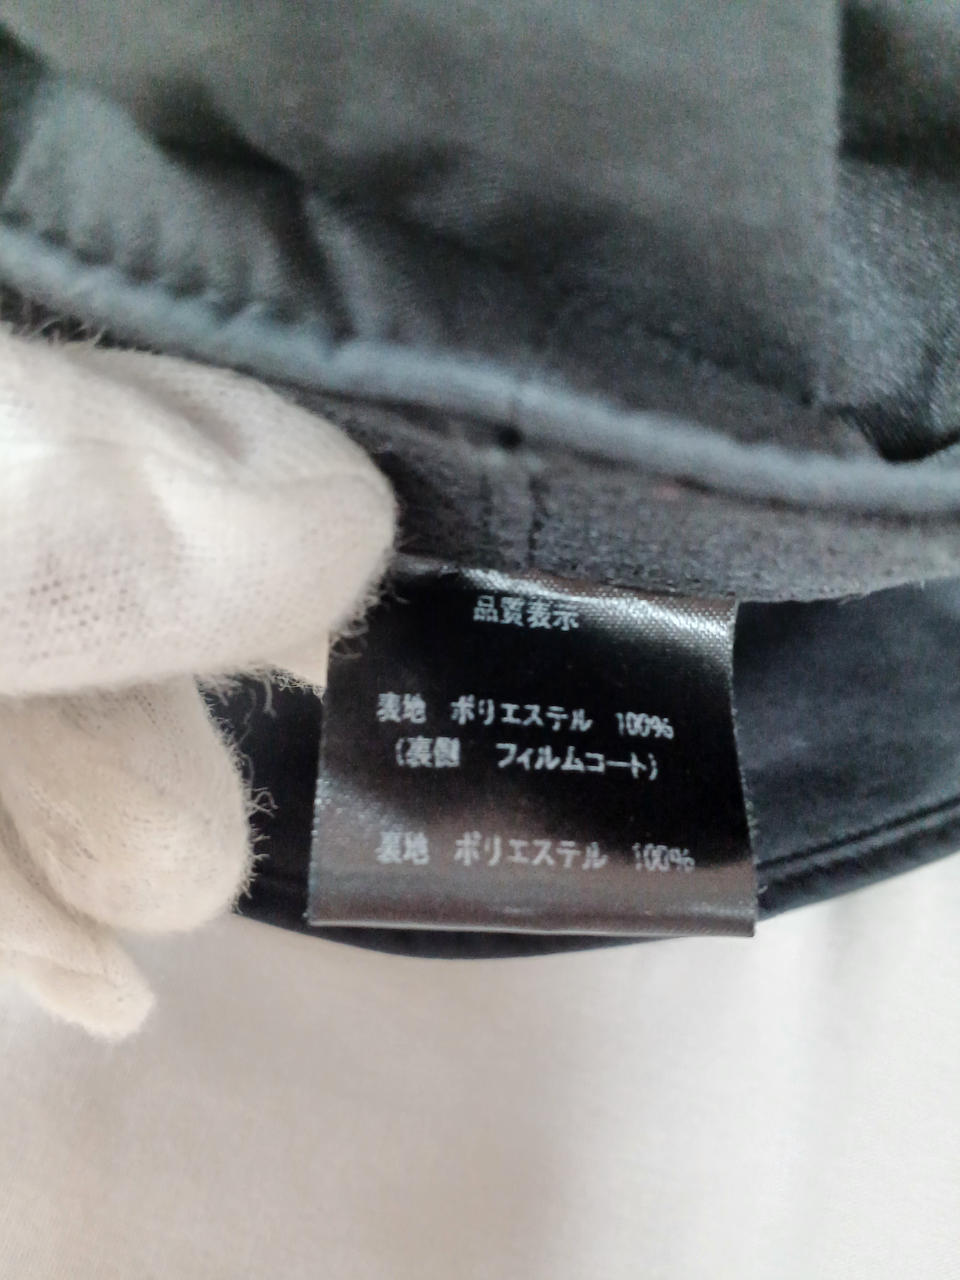 品質表示
表地 ポリエステル 100%
(裏側 フィルムコート)
裏地 ポリエステル 100%